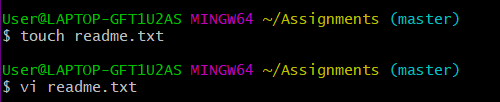 User@LAPTOP-GFT1U2AS MINGW64 ~/Assignments (master)
$ touch readme.txt
User@LAPTOP-GFT1U2AS MINGW64 ~/Assignments (master)
$ vi readme.txt